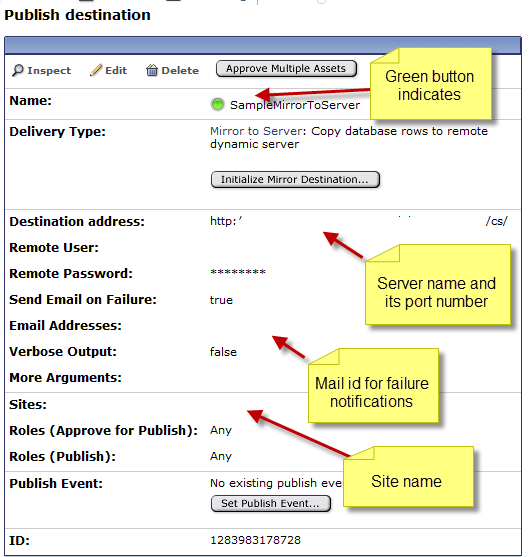 Publish destination
Inspect Edit Delete Approve Multiple Assets
Green button
indicates
Name: SampleMirrorToServer
Delivery Type: Mirror to Server: Copy database rows to remote
dynamic server
Initialize Mirror Destination...
Destination address: http:/ /cs/
Remote User:
Remote Password: ********
Server name and
its port number
Send Email on Failure: true
Email Addresses:
Verbose Output: false
More Arguments:
Mail id for failure
notifications
Sites:
Roles (Approve for Publish): Any
Roles (Publish): Any
Site name
Publish Event: No existing publish eve
Set Publish Event...
ID: 1283983178728